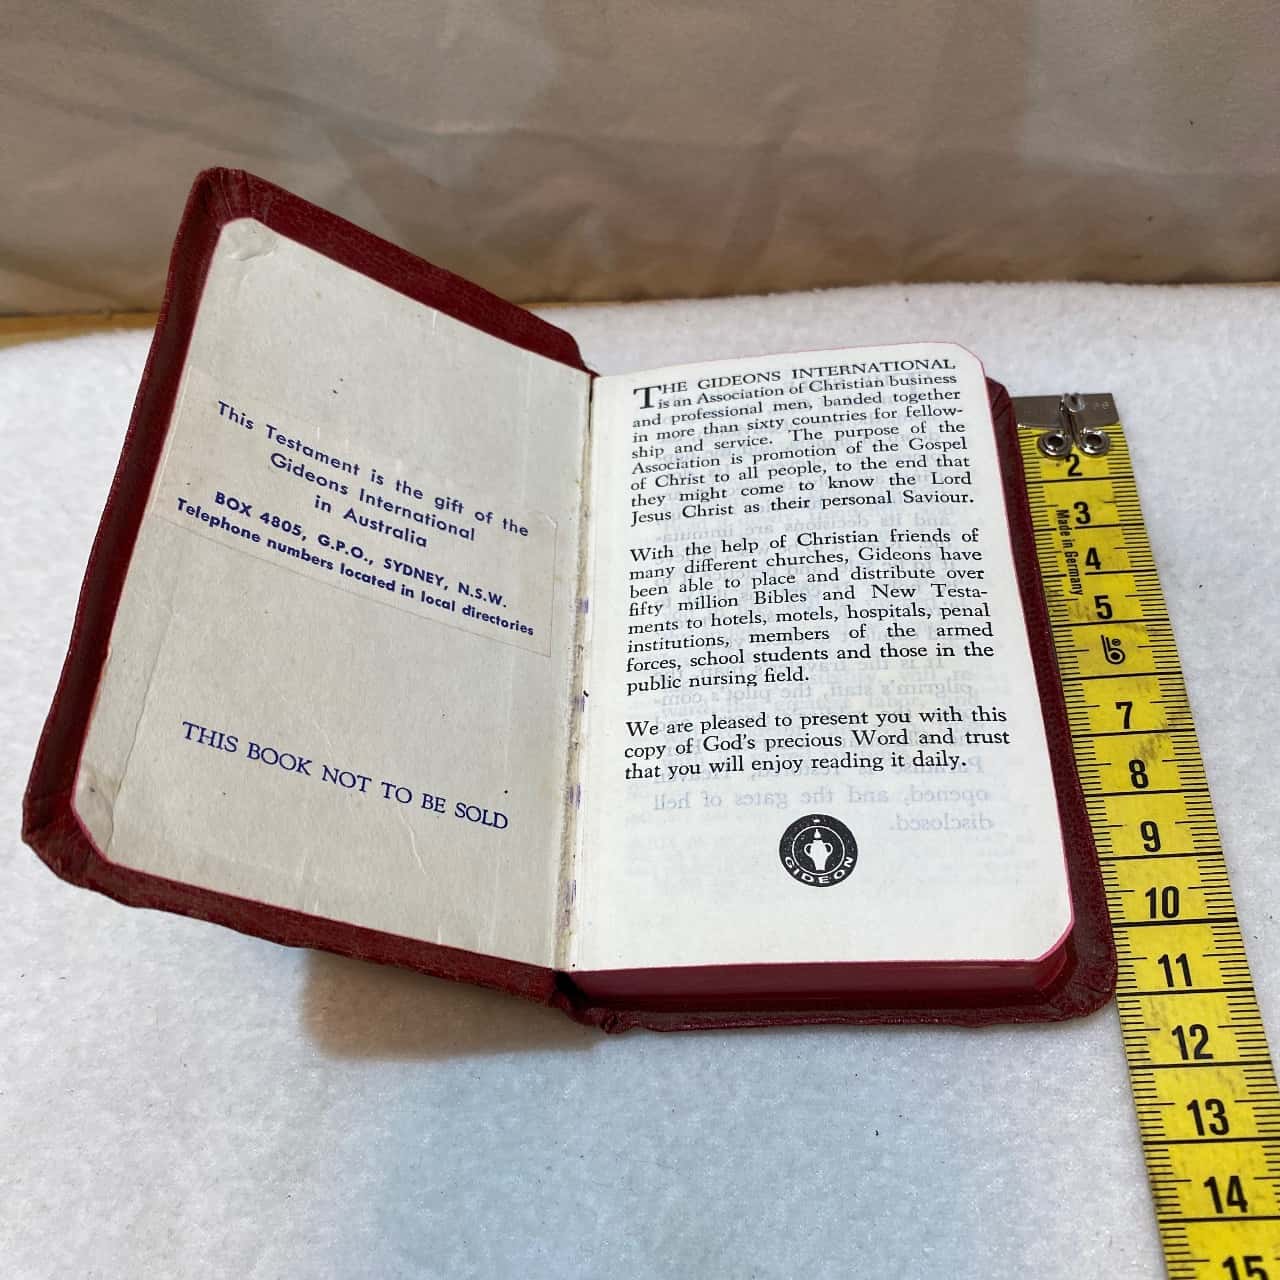 This Testament is the gift of the
Gideons International
in Australia
BOX 4805, G.P.O., SYDNEY, N.S.W.
Telephone numbers located in local directories
THIS BOOK NOT TO BE SOLD
THE GIDEONS INTERNATIONAL
is an Association of Christian business
and professional men, banded together
in more than sixty countries for fellow-
ship and service. The purpose of the
Association is promotion of the Gospel
of Christ to all people, to the end that
they might come to know the Lord
Jesus Christ as their personal Saviour.
With the help of Christian friends of
many different churches, Gideons have
been able to place and distribute over
fifty million Bibles and New Testa-
ments to hotels, motels, hospitals, penal
institutions, members of the armed
forces, school students and those in the
public nursing field.
We are pleased to present you with this
copy of God's precious Word and trust
that you will enjoy reading it daily.
GIDEON
2
3
Made in Germany
4
5
7
8
9
10
11
12
13
14
15